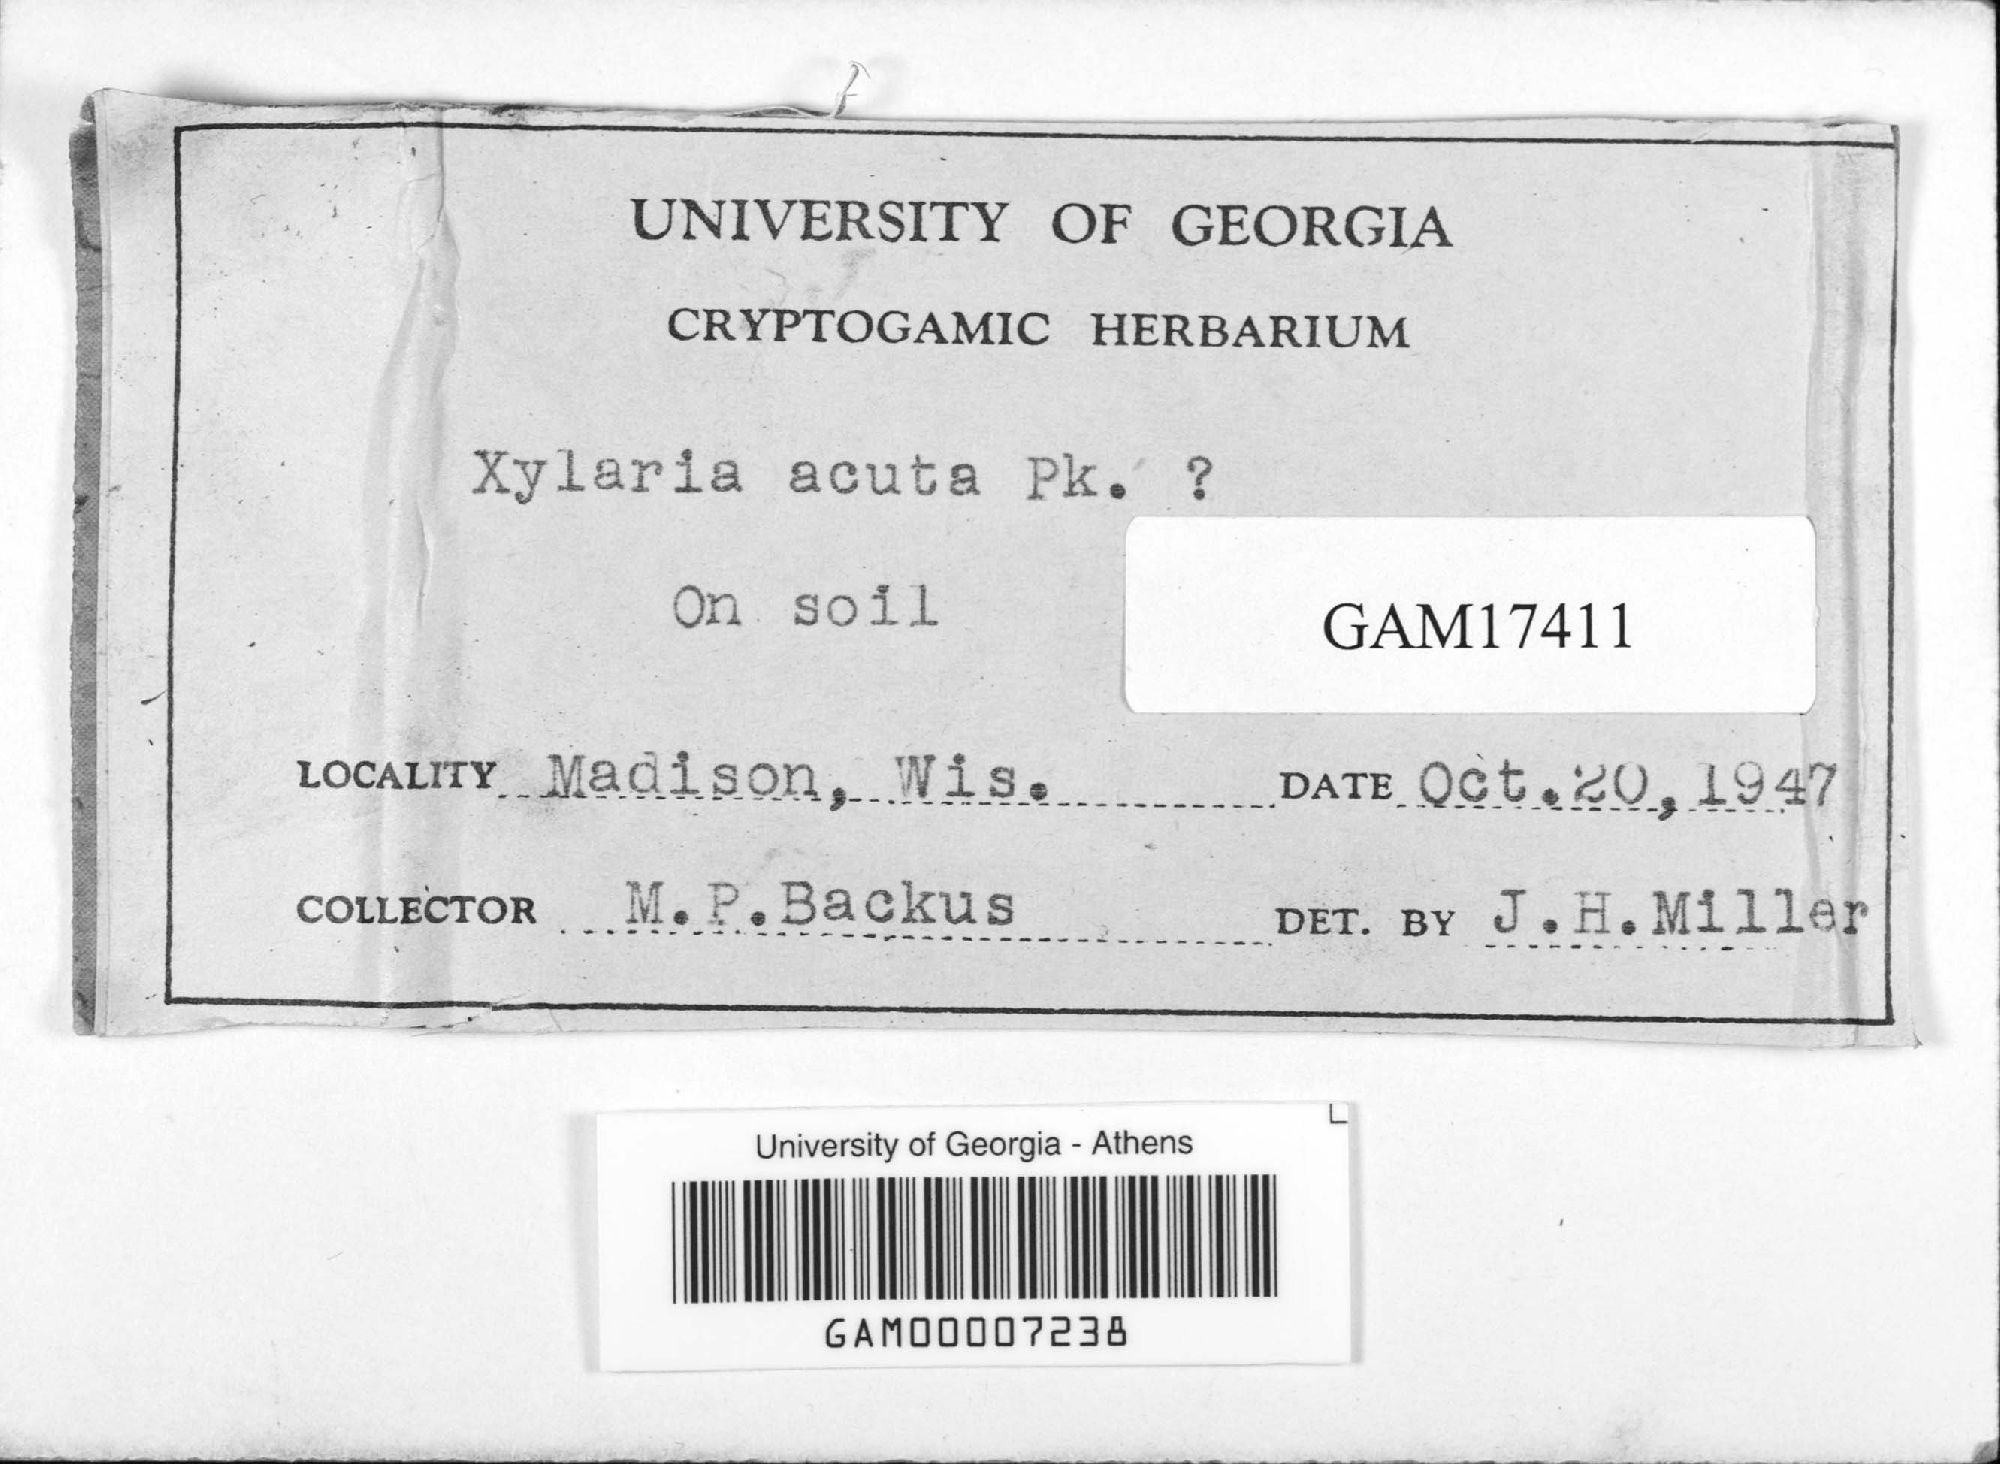 UNIVERSITY OF GEORGIA
CRYPTOGAMIC HERBARIUM
Xylaria acuta Pk. ?
On soil
GAM17411
LOCALITY Madison, Wis. DATE Oct.20,1947
COLLECTOR M.P.Backus DET. BY J.H.Miller
University of Georgia - Athens
GAM00007238